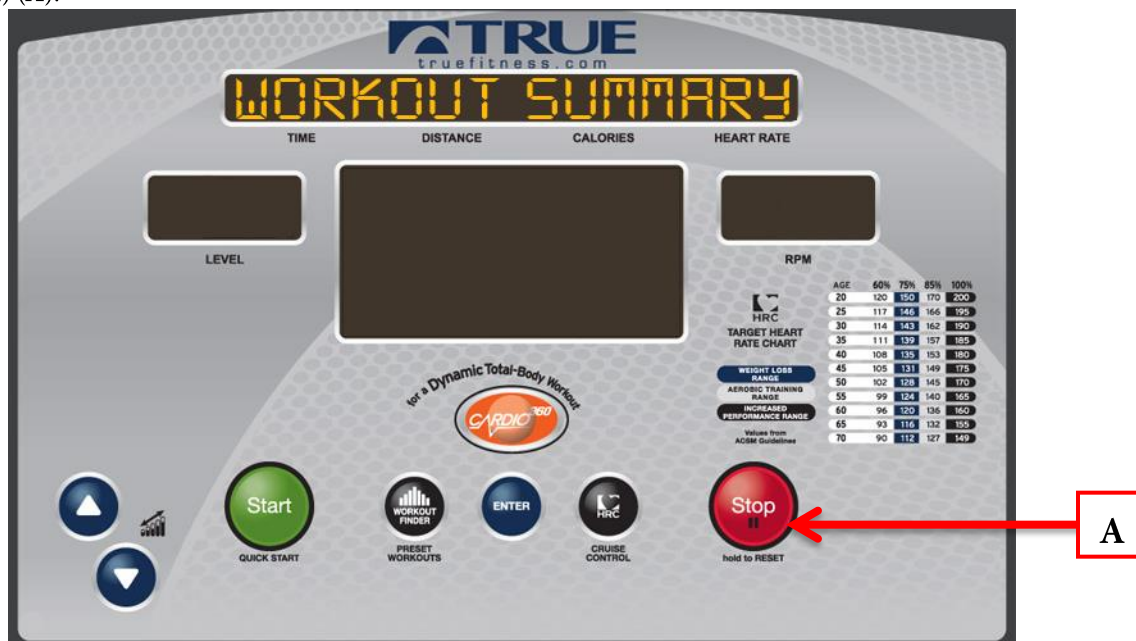 (A).
TRUE
truefitness.com
WORKOUT SUMMARY
TIME DISTANCE CALORIES HEART RATE
LEVEL
RPM
HRC
TARGET HEART
RATE CHART
WEIGHT LOSS
RANGE
AEROBIC TRAINING
RANGE
INCREASED
PERFORMANCE RANGE
Values from
ACSM Guidelines
AGE 60% 75% 85% 100%
20 120 150 170 200
25 117 146 166 195
30 114 143 162 190
35 111 139 157 185
40 108 135 153 180
45 105 131 149 175
50 102 128 145 170
55 99 124 140 165
60 96 120 136 160
65 93 116 132 155
70 90 112 127 149
for a Dynamic Total-Body Workout
CARDIO 360
Start
QUICK START
WORKOUT
FINDER
PRESET
WORKOUTS
ENTER
HRC
CRUISE
CONTROL
Stop
hold to RESET
A